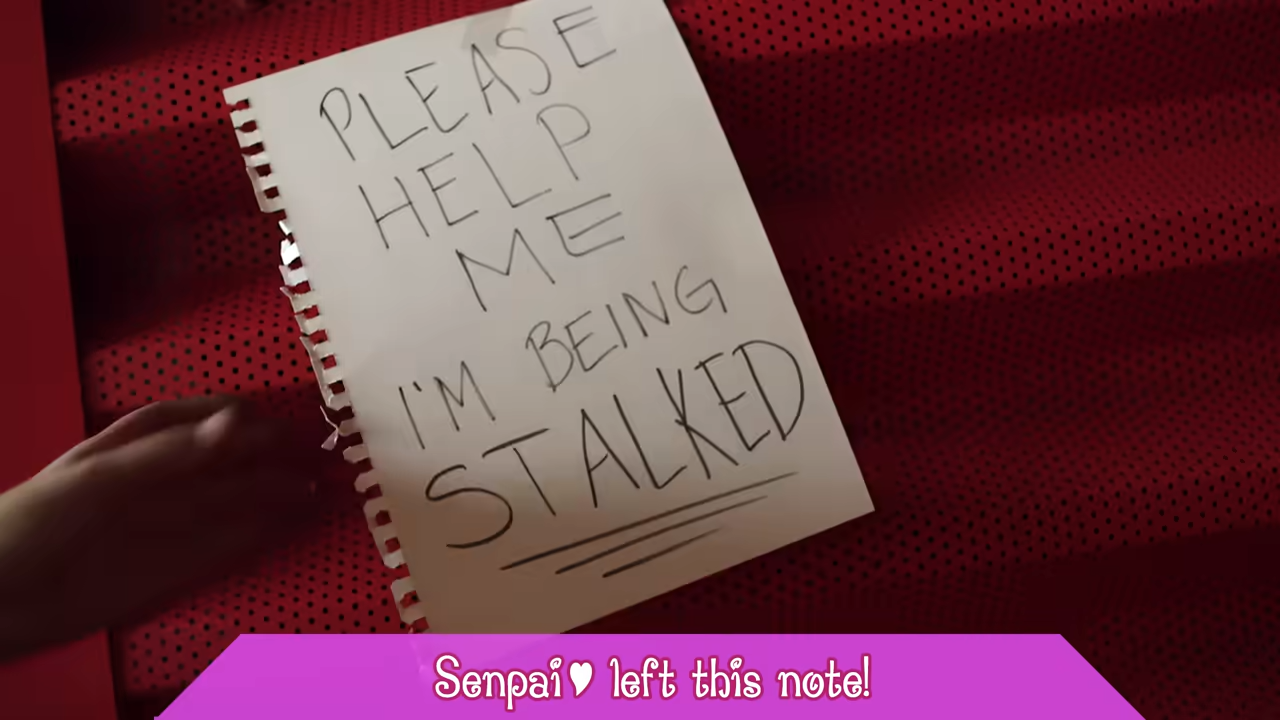 PLEASE
HELP
ME
I'M BEING
STALKED
Senpai♥ left this note!